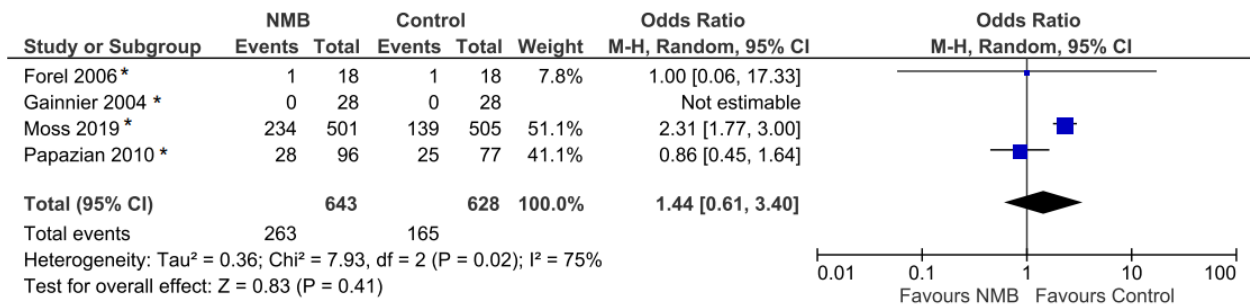 NMB Control Odds Ratio Odds Ratio
Study or Subgroup Events Total Events Total Weight M-H, Random, 95% CI M-H, Random, 95% CI
Forel 2006* 1 18 1 18 7.8% 1.00 [0.06, 17.33]
Gainnier 2004 * 0 28 0 28 Not estimable
Moss 2019* 234 501 139 505 51.1% 2.31 [1.77, 3.00]
Papazian 2010* 28 96 25 77 41.1% 0.86 [0.45, 1.64]
Total (95% CI) 643 628 100.0% 1.44 [0.61, 3.40]
Total events 263 165
Heterogeneity: Tau² = 0.36; Chi² = 7.93, df = 2 (P = 0.02); I² = 75%
Test for overall effect: Z = 0.83 (P = 0.41)
0.01 0.1 1 10 100
Favours NMB Favours Control